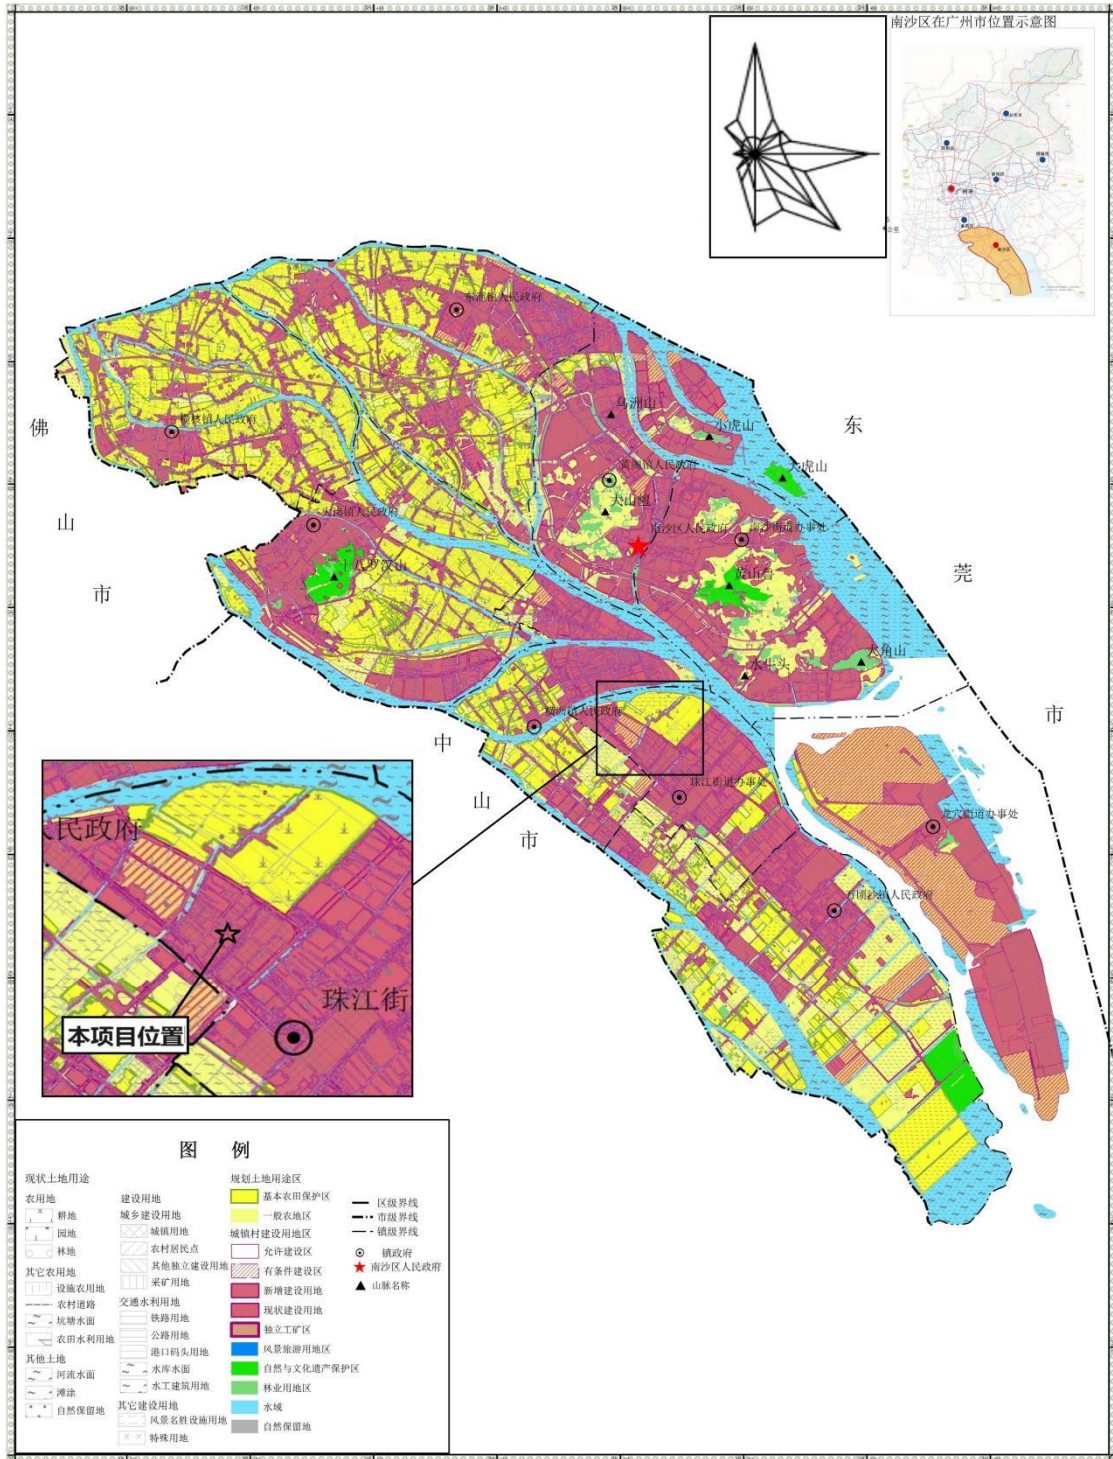 南沙区在广州市位置示意图
广州市
南沙区
东涌镇人民政府
榄核镇人民政府
乌洲山
小虎山
大虎山
黄阁镇人民政府
大山乸
南沙区人民政府
南沙街道办事处
大岗镇人民政府
十八罗汉山
黄山鲁
大角山
水牛头
横沥镇人民政府
珠江街道办事处
龙穴街道办事处
万顷沙镇人民政府
佛
山
市
东
莞
市
中
山
市
人民政府
珠江街
本项目位置
图 例
现状土地用途
农用地
耕地
园地
林地
其它农用地
设施农用地
农村道路
坑塘水面
农田水利用地
其他土地
河流水面
滩涂
自然保留地
建设用地
城乡建设用地
城镇用地
农村居民点
其他独立建设用地
采矿用地
交通水利用地
铁路用地
公路用地
港口码头用地
水库水面
水工建筑用地
其它建设用地
风景名胜设施用地
特殊用地
规划土地用途区
基本农田保护区
一般农地区
城镇村建设用地区
允许建设区
有条件建设区
新增建设用地
现状建设用地
独立工矿区
风景旅游用地区
自然与文化遗产保护区
林业用地区
水域
自然保留地
区级界线
市级界线
镇级界线
镇政府
南沙区人民政府
山脉名称